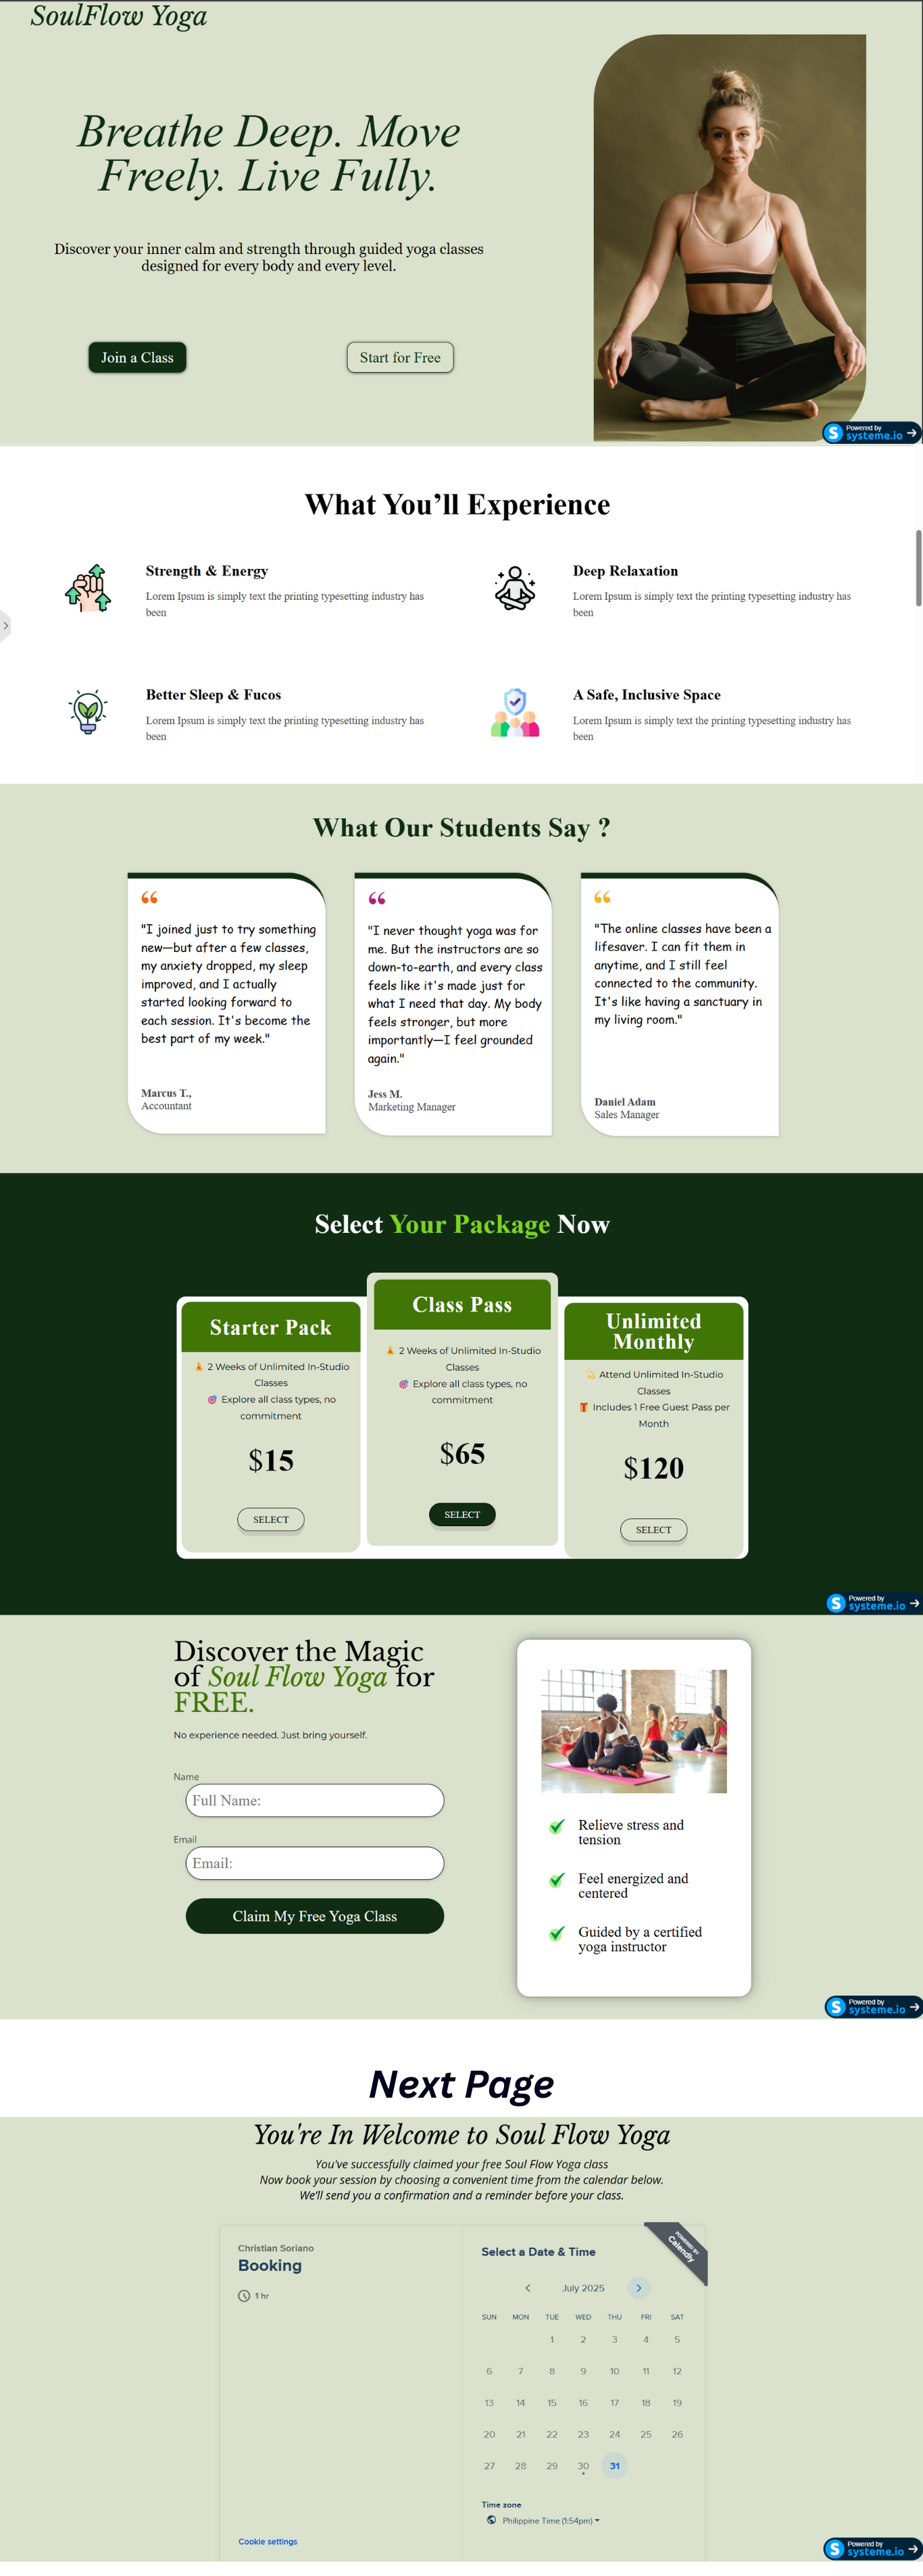 SoulFlow Yoga
Breathe Deep. Move
Freely. Live Fully.
Discover your inner calm and strength through guided yoga classes
designed for every body and every level.
Join a Class
Start for Free
Powered by
systeme.io
What You’ll Experience
Strength & Energy
Lorem Ipsum is simply text the printing typesetting industry has
been
Deep Relaxation
Lorem Ipsum is simply text the printing typesetting industry has
been
Better Sleep & Fucos
Lorem Ipsum is simply text the printing typesetting industry has
been
A Safe, Inclusive Space
Lorem Ipsum is simply text the printing typesetting industry has
been
What Our Students Say ?
"I joined just to try something
new—but after a few classes,
my anxiety dropped, my sleep
improved, and I actually
started looking forward to
each session. It's become the
best part of my week."
Marcus T.,
Accountant
"I never thought yoga was for
me. But the instructors are so
down-to-earth, and every class
feels like it's made just for
what I need that day. My body
feels stronger, but more
importantly—I feel grounded
again."
Jess M.
Marketing Manager
"The online classes have been a
lifesaver. I can fit them in
anytime, and I still feel
connected to the community.
It's like having a sanctuary in
my living room."
Daniel Adam
Sales Manager
Select Your Package Now
Starter Pack
2 Weeks of Unlimited In-Studio
Classes
Explore all class types, no
commitment
$15
SELECT
Class Pass
2 Weeks of Unlimited In-Studio
Classes
Explore all class types, no
commitment
$65
SELECT
Unlimited
Monthly
Attend Unlimited In-Studio
Classes
Includes 1 Free Guest Pass per
Month
$120
SELECT
Powered by
systeme.io
Discover the Magic
of Soul Flow Yoga for
FREE.
No experience needed. Just bring yourself.
Name
Full Name:
Email
Email:
Claim My Free Yoga Class
Relieve stress and
tension
Feel energized and
centered
Guided by a certified
yoga instructor
Powered by
systeme.io
Next Page
You're In Welcome to Soul Flow Yoga
You've successfully claimed your free Soul Flow Yoga class
Now book your session by choosing a convenient time from the calendar below.
We'll send you a confirmation and a reminder before your class.
Christian Soriano
Booking
1 hr
Cookie settings
POWERED BY
Calendly
Select a Date & Time
July 2025
SUN MON TUE WED THU FRI SAT
1 2 3 4 5
6 7 8 9 10 11 12
13 14 15 16 17 18 19
20 21 22 23 24 25 26
27 28 29 30 31
Time zone
Philippine Time (1:54pm)
Powered by
systeme.io